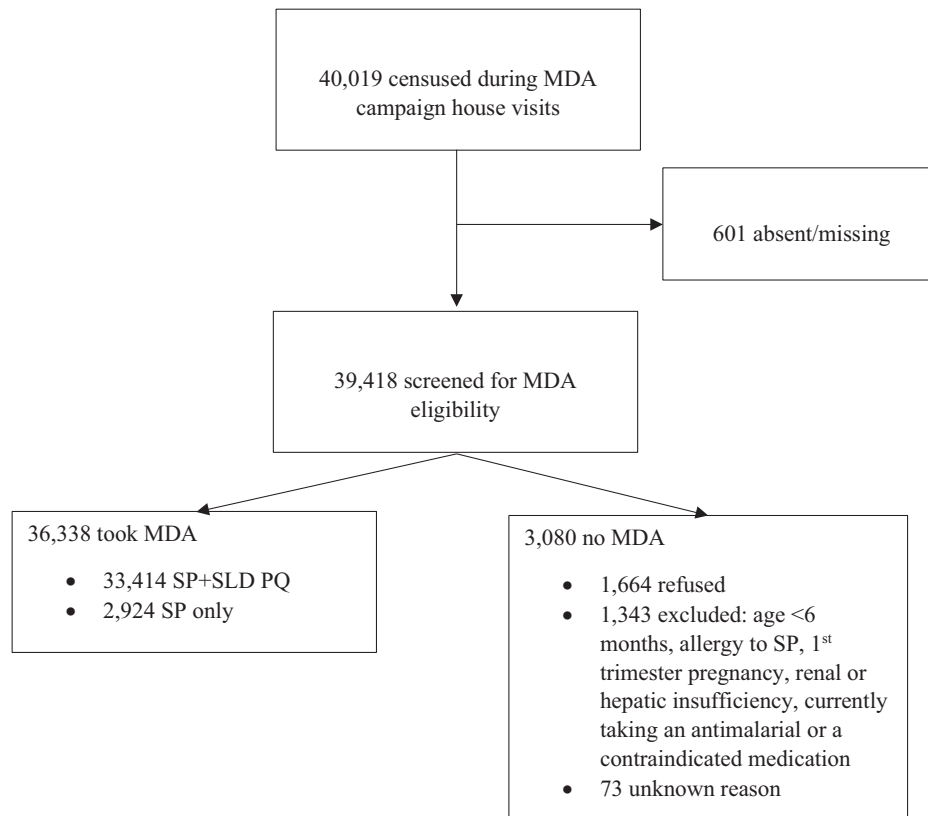 40,019 censused during MDA
campaign house visits
601 absent/missing
39,418 screened for MDA
eligibility
36,338 took MDA
• 33,414 SP+SLD PQ
• 2,924 SP only
3,080 no MDA
• 1,664 refused
• 1,343 excluded: age <6
months, allergy to SP, 1st
trimester pregnancy, renal or
hepatic insufficiency, currently
taking an antimalarial or a
contraindicated medication
• 73 unknown reason